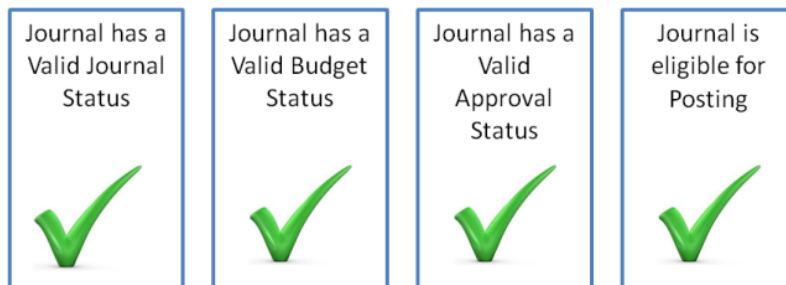 Journal has a
Valid Journal
Status
Journal has a
Valid Budget
Status
Journal has a
Valid
Approval
Status
Journal is
eligible for
Posting